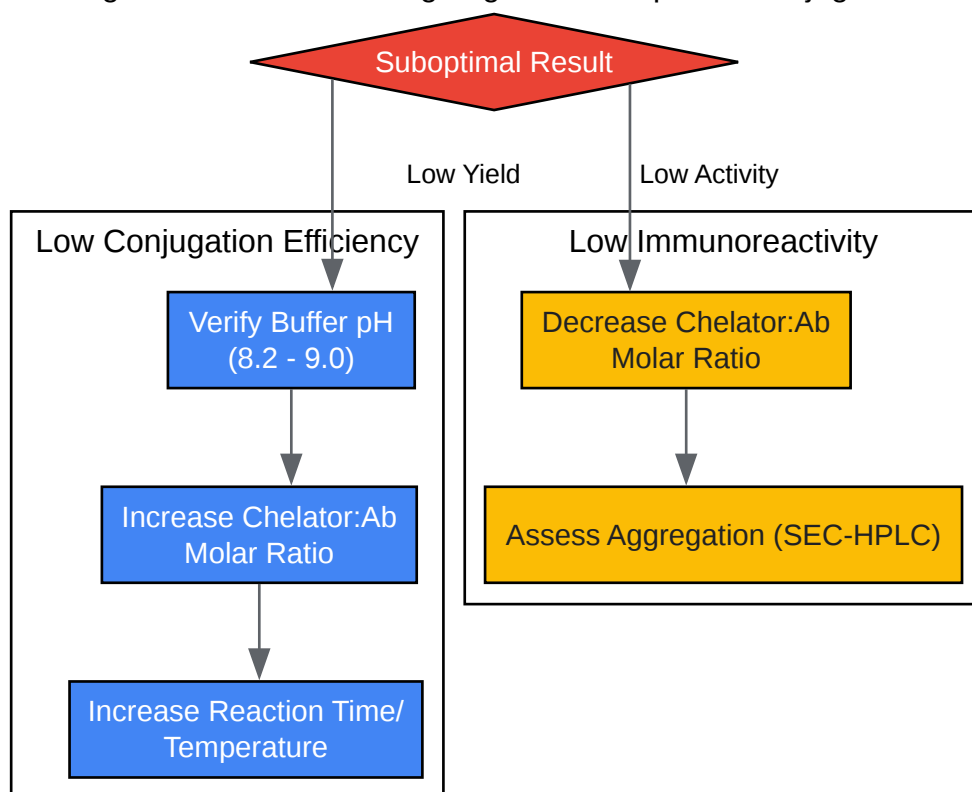 Suboptimal Result
Low Yield
Low Activity
Low Conjugation Efficiency
Verify Buffer pH
(8.2 - 9.0)
Increase Chelator:Ab
Molar Ratio
Increase Reaction Time/
Temperature
Low Immunoreactivity
Decrease Chelator:Ab
Molar Ratio
Assess Aggregation (SEC-HPLC)